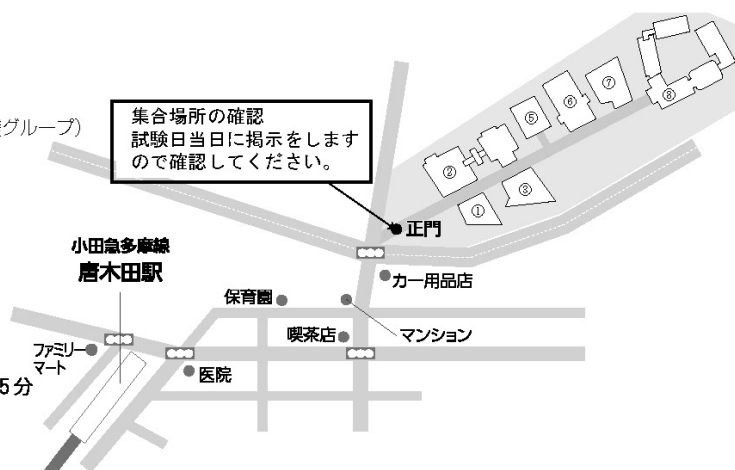 グループ)
集合場所の確認
試験日当日に掲示をします
ので確認してください。
⑦
⑥
⑧
⑤
②
③
①
正門
小田急多摩線
唐木田駅
カー用品店
保育園
喫茶店
マンション
ファミリー
マート
医院
5分